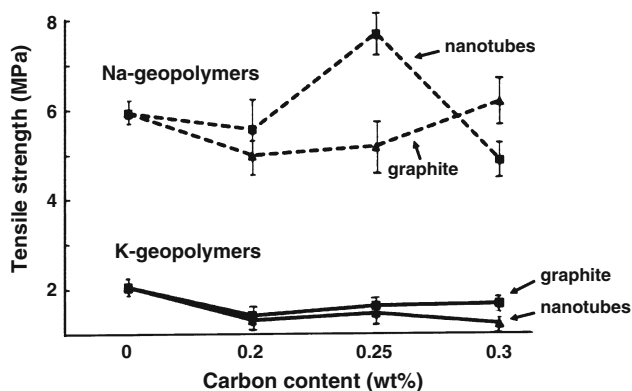 Tensile strength (MPa)
8
6
4
2
Na-geopolymers
nanotubes
graphite
K-geopolymers
graphite
nanotubes
0
0.2
0.25
0.3
Carbon content (wt%)